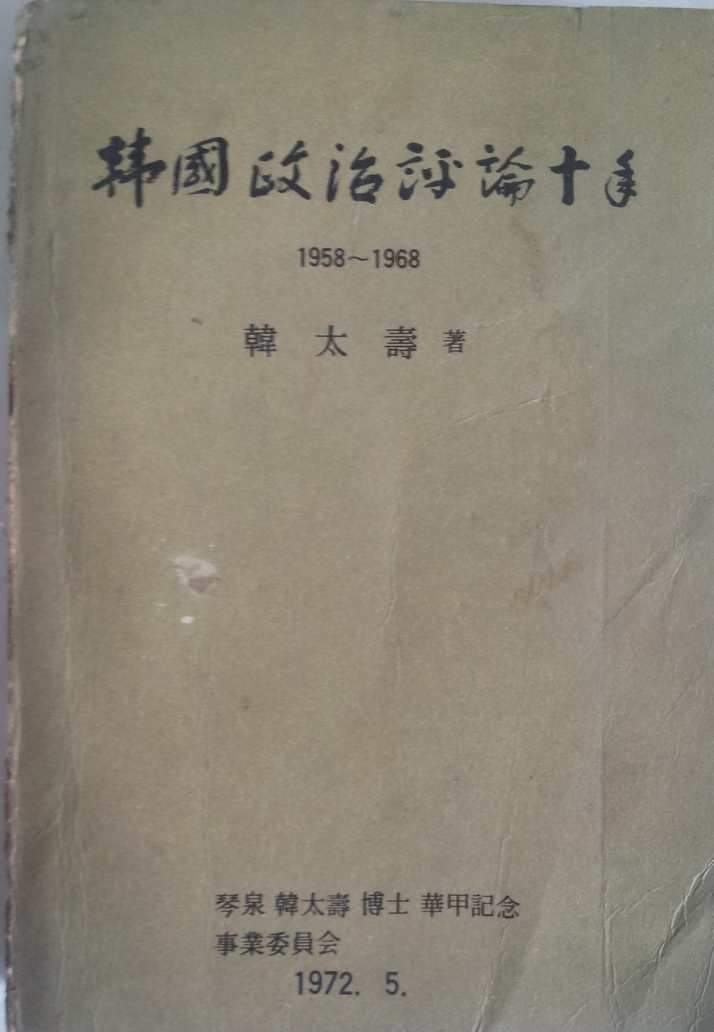 韓國政治評論十年
1958~1968
韓太壽 著
琴泉 韓太壽 博士 華甲記念
事業委員会
1972. 5.